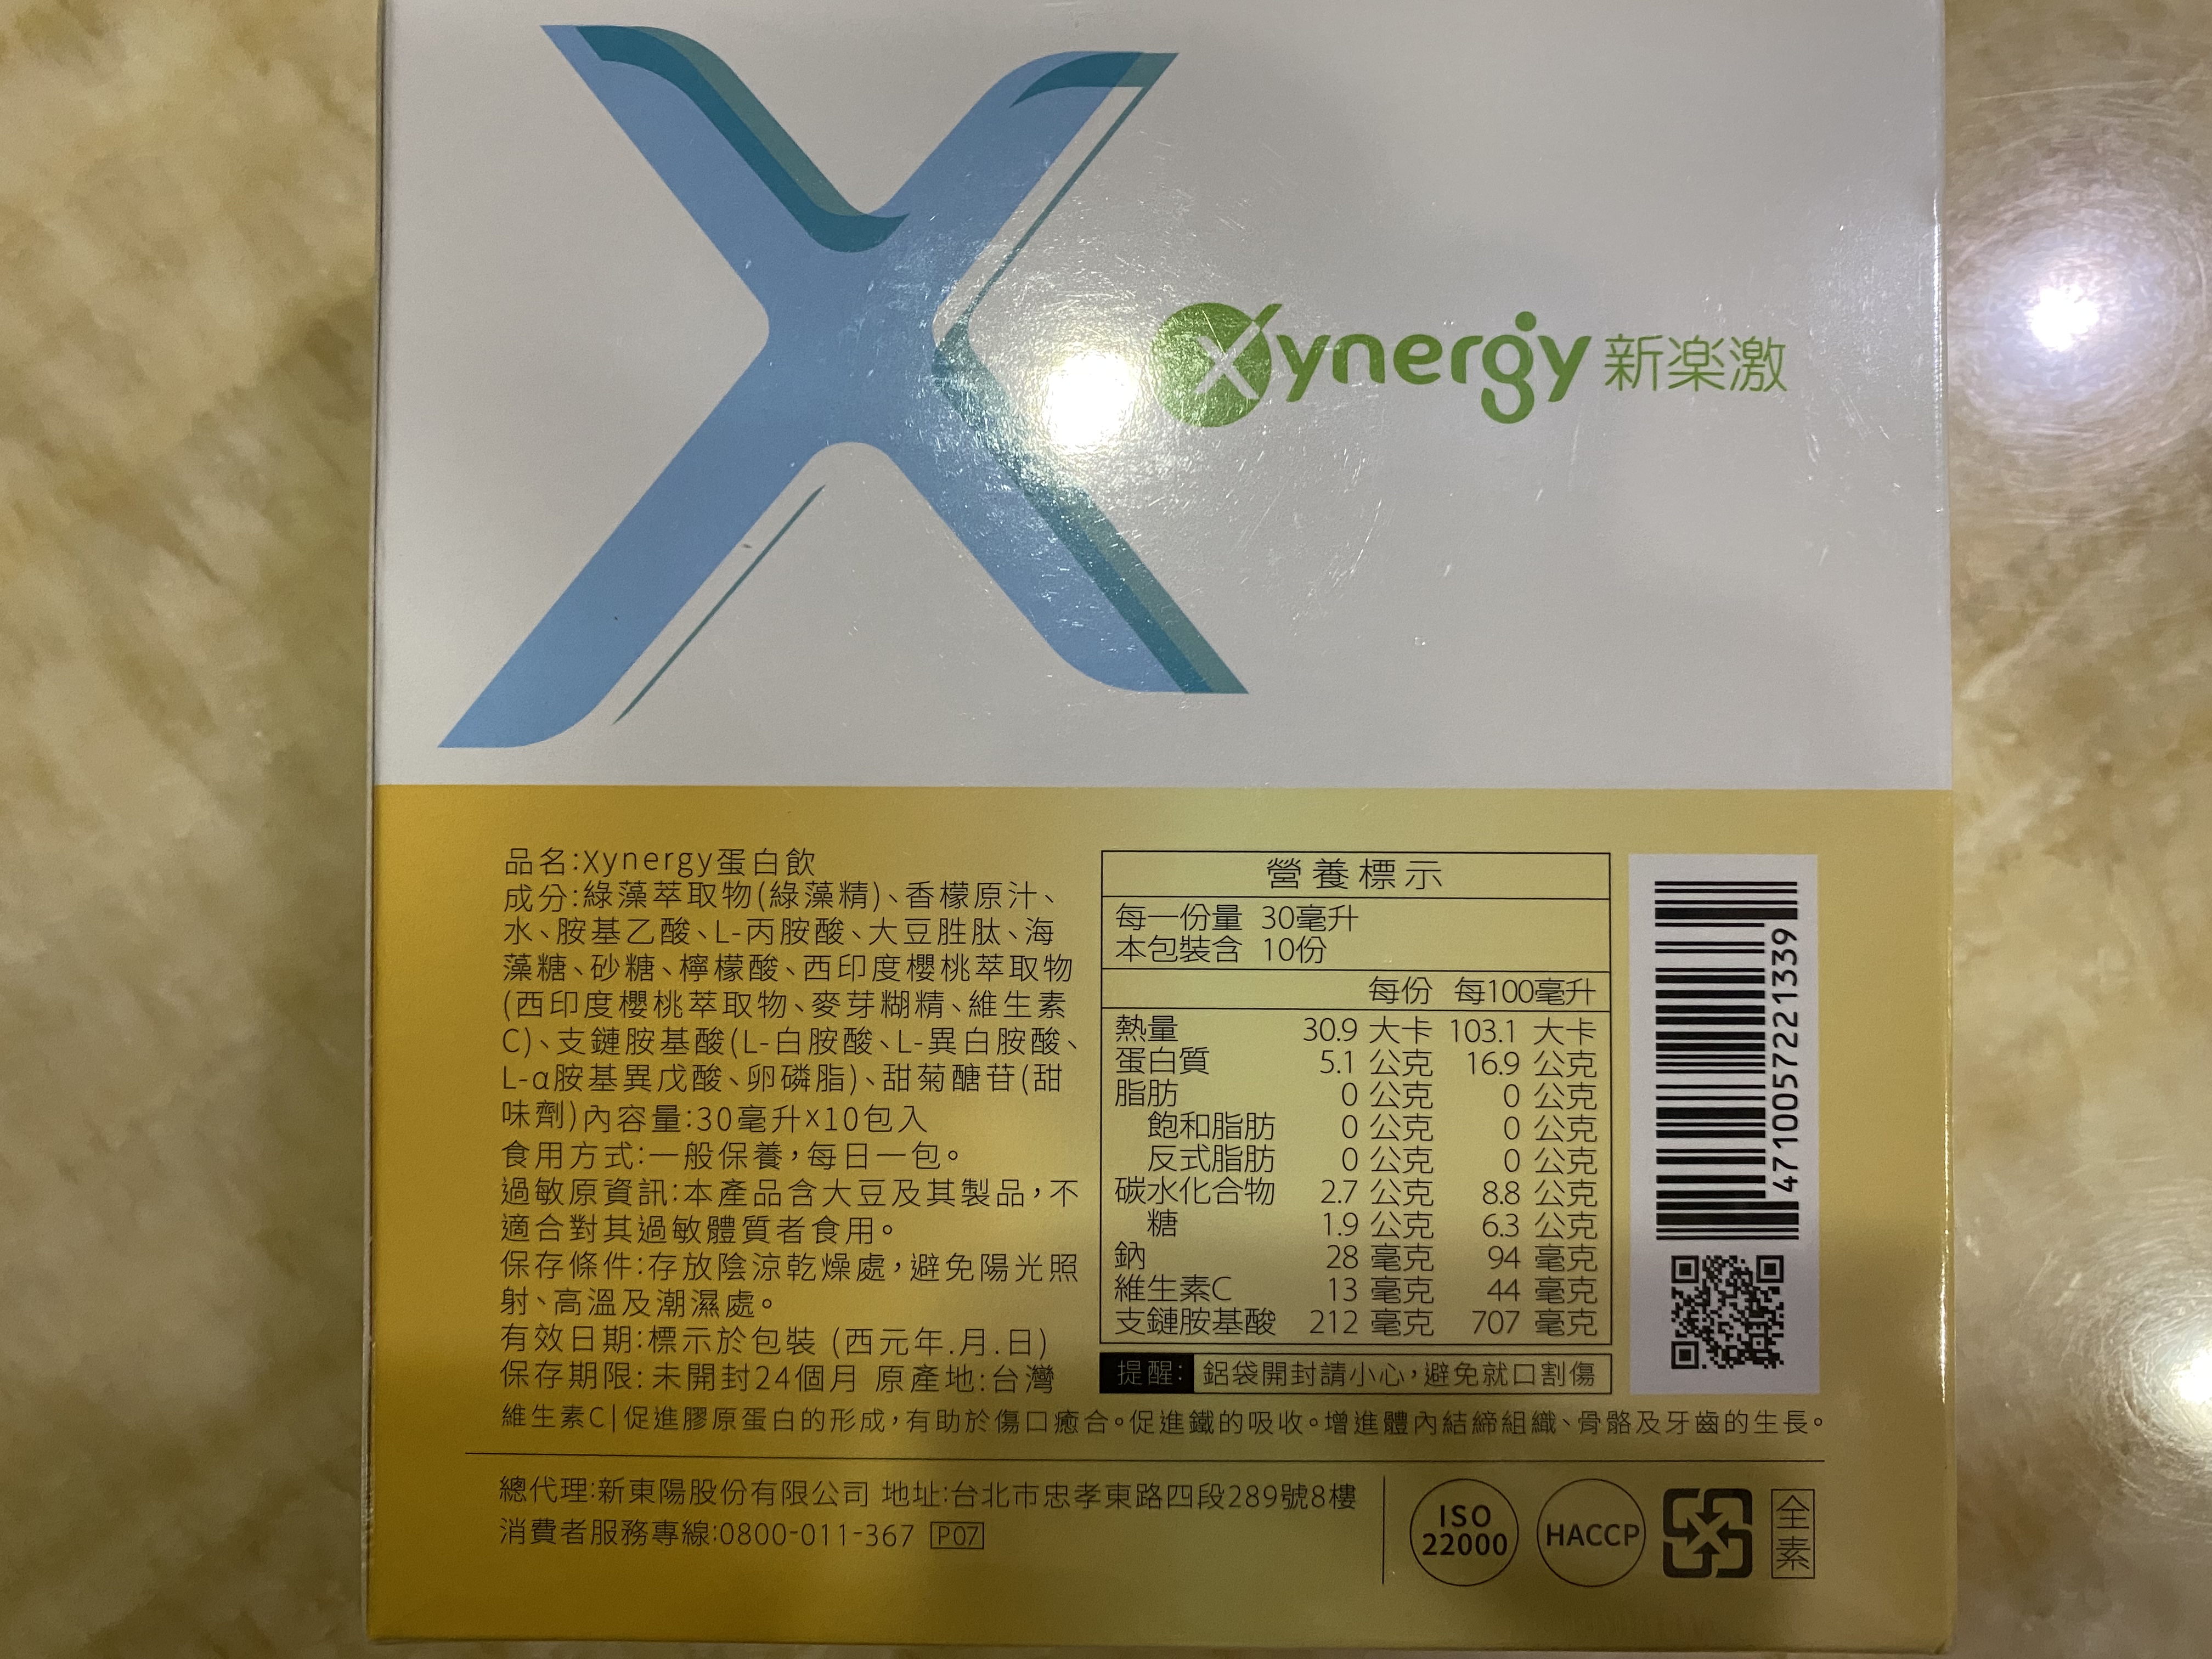 Xynergy 新楽激
品名:Xynergy蛋白飲
成分:綠藻萃取物(綠藻精)、香檬原汁、
水、胺基乙酸、L-丙胺酸、大豆胜肽、海
藻糖、砂糖、檸檬酸、西印度櫻桃萃取物
(西印度櫻桃萃取物、麥芽糊精、維生素
C)、支鏈胺基酸(L-白胺酸、L-異白胺酸、
L-α胺基異戊酸、卵磷脂)、甜菊醣苷(甜
味劑)內容量:30毫升x10包入
食用方式:一般保養,每日一包。
過敏原資訊:本產品含大豆及其製品,不
適合對其過敏體質者食用。
保存條件:存放陰涼乾燥處,避免陽光照
射、高溫及潮濕處。
有效日期:標示於包裝 (西元年.月.日)
保存期限:未開封24個月 原產地:台灣
營養標示
每一份量 30毫升
本包裝含 10份
每份 每100毫升
熱量 30.9 大卡 103.1 大卡
蛋白質 5.1 公克 16.9 公克
脂肪 0 公克 0 公克
飽和脂肪 0 公克 0 公克
反式脂肪 0 公克 0 公克
碳水化合物 2.7 公克 8.8 公克
糖 1.9 公克 6.3 公克
鈉 28 毫克 94 毫克
維生素C 13 毫克 44 毫克
支鏈胺基酸 212 毫克 707 毫克
提醒: 鋁袋開封請小心,避免就口割傷
4710057221339
維生素C|促進膠原蛋白的形成,有助於傷口癒合。促進鐵的吸收。增進體內結締組織、骨骼及牙齒的生長。
總代理:新東陽股份有限公司 地址:台北市忠孝東路四段289號8樓
消費者服務專線:0800-011-367 P07
ISO
22000
HACCP
全素